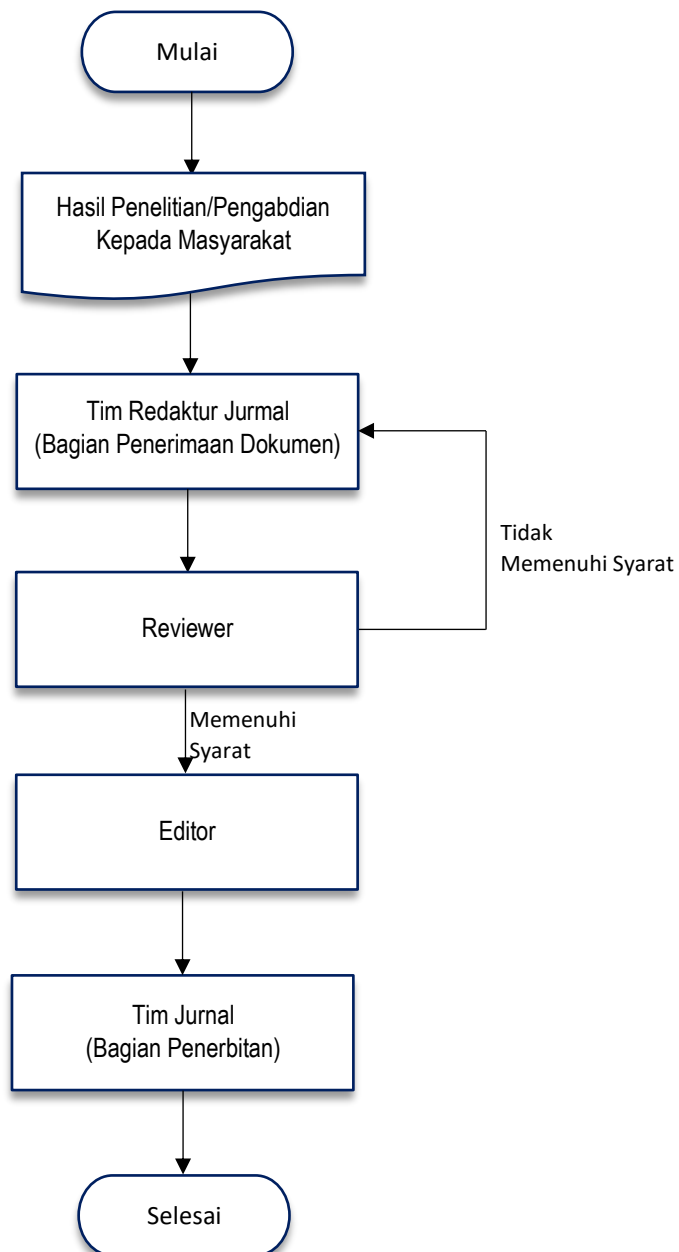 Mulai
Hasil Penelitian/Pengabdian
Kepada Masyarakat
Tim Redaktur Jurmal
(Bagian Penerimaan Dokumen)
Tidak
Memenuhi Syarat
Reviewer
Memenuhi
Syarat
Editor
Tim Jurnal
(Bagian Penerbitan)
Selesai